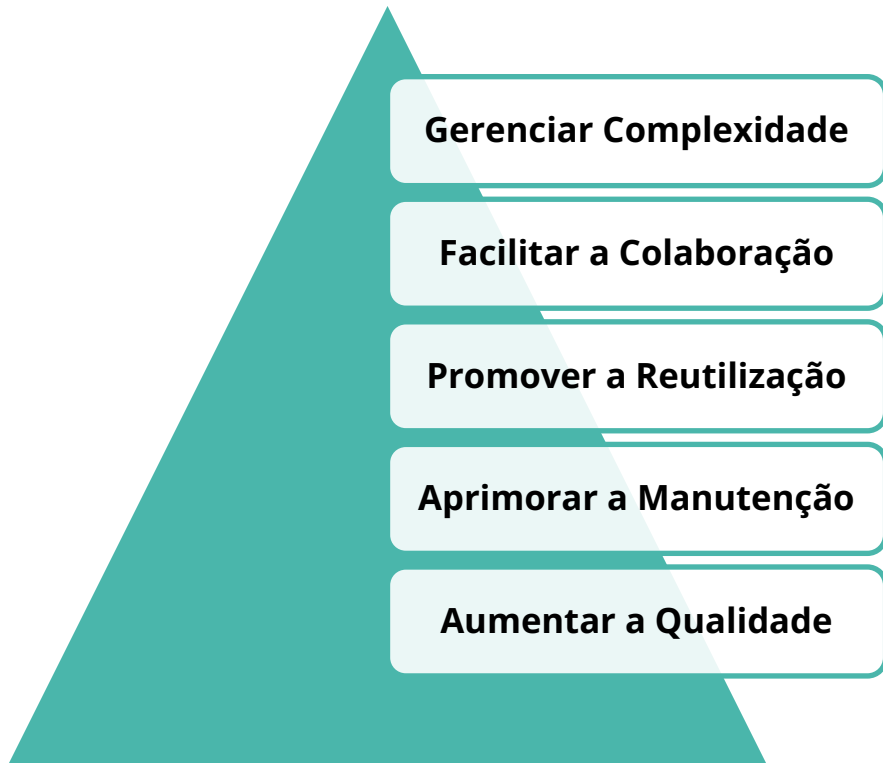 Gerenciar Complexidade
Facilitar a Colaboração
Promover a Reutilização
Aprimorar a Manutenção
Aumentar a Qualidade